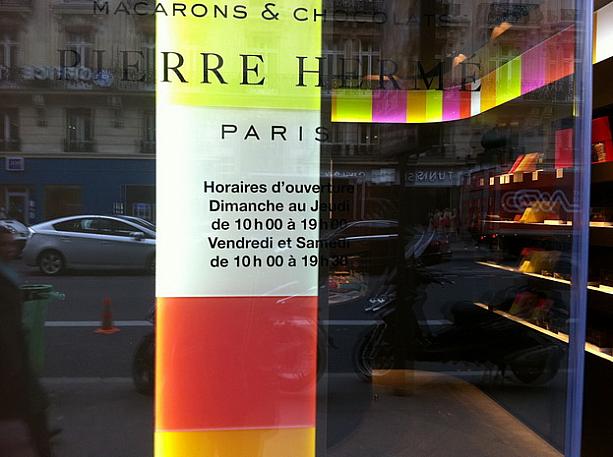 MACARONS & CHOCOLATS
PIERRE HERMÉ
PARIS
Horaires d'ouverture
Dimanche au Jeudi
de 10h00 à 19h00
Vendredi et Samedi
de 10h00 à 19h30
TUNIS